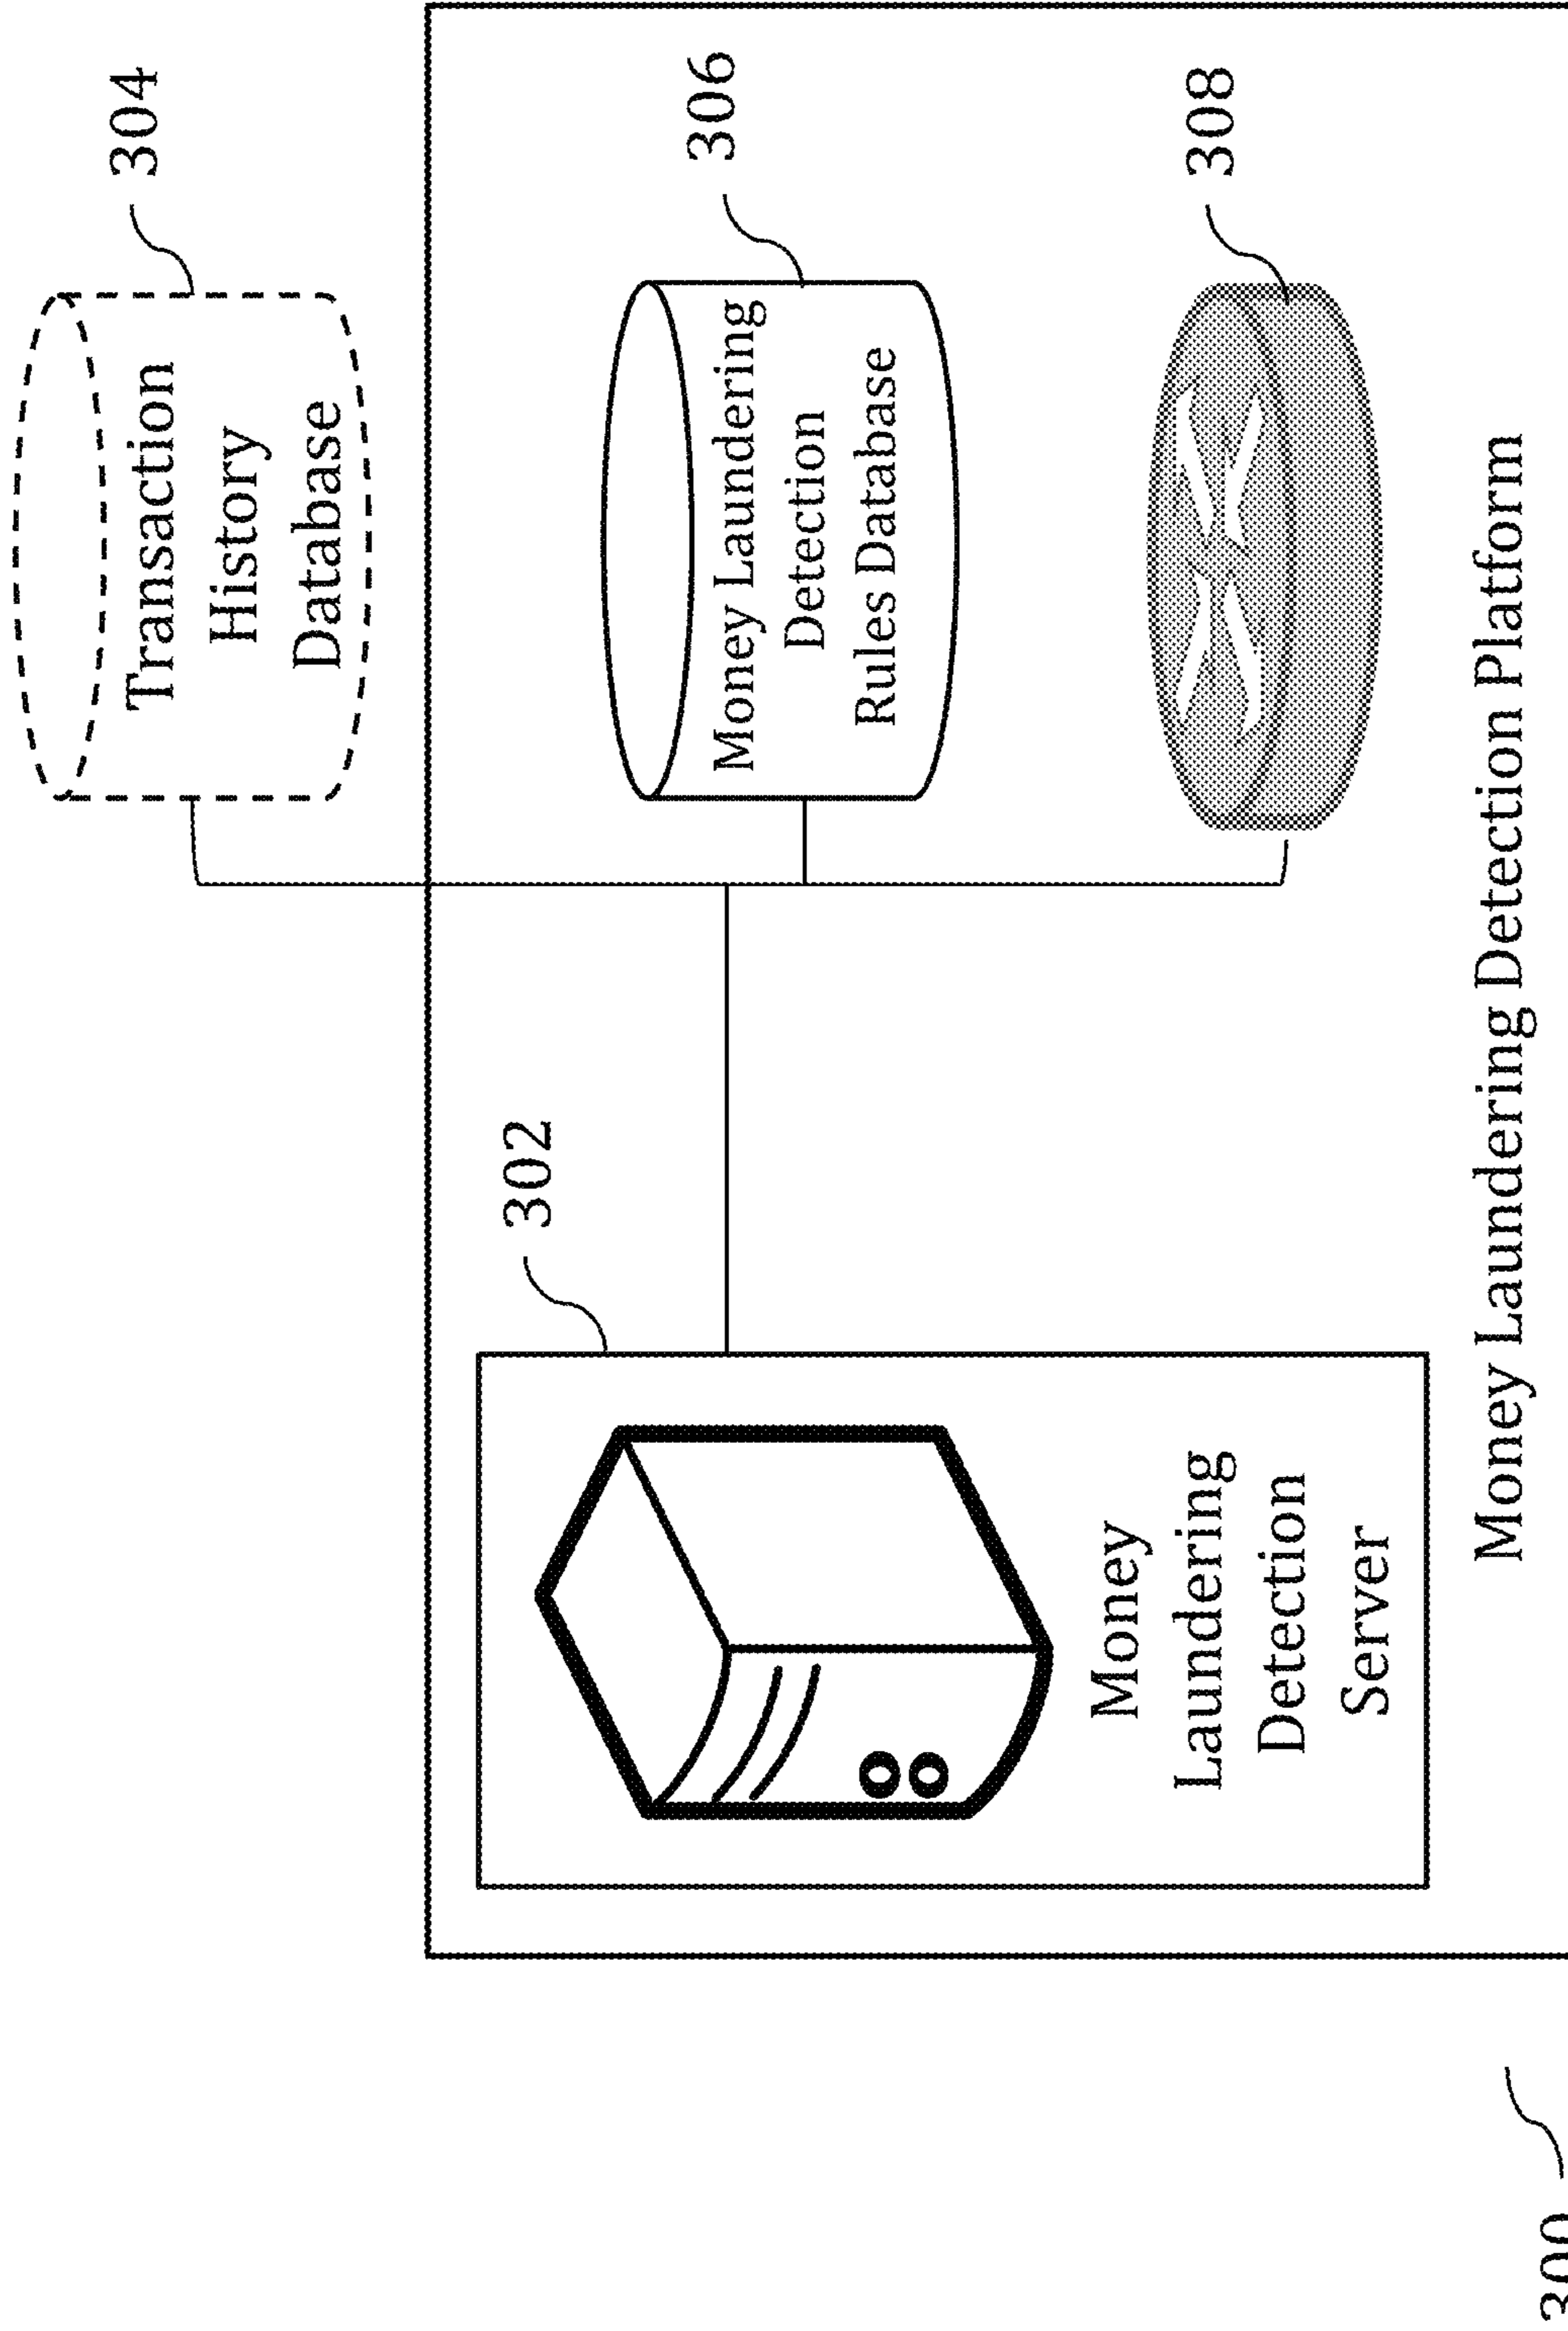 304
Transaction
History
Database
302
306
Money Laundering
Detection
Rules Database
308
Money
Laundering
Detection
Server
Money Laundering Detection Platform
300